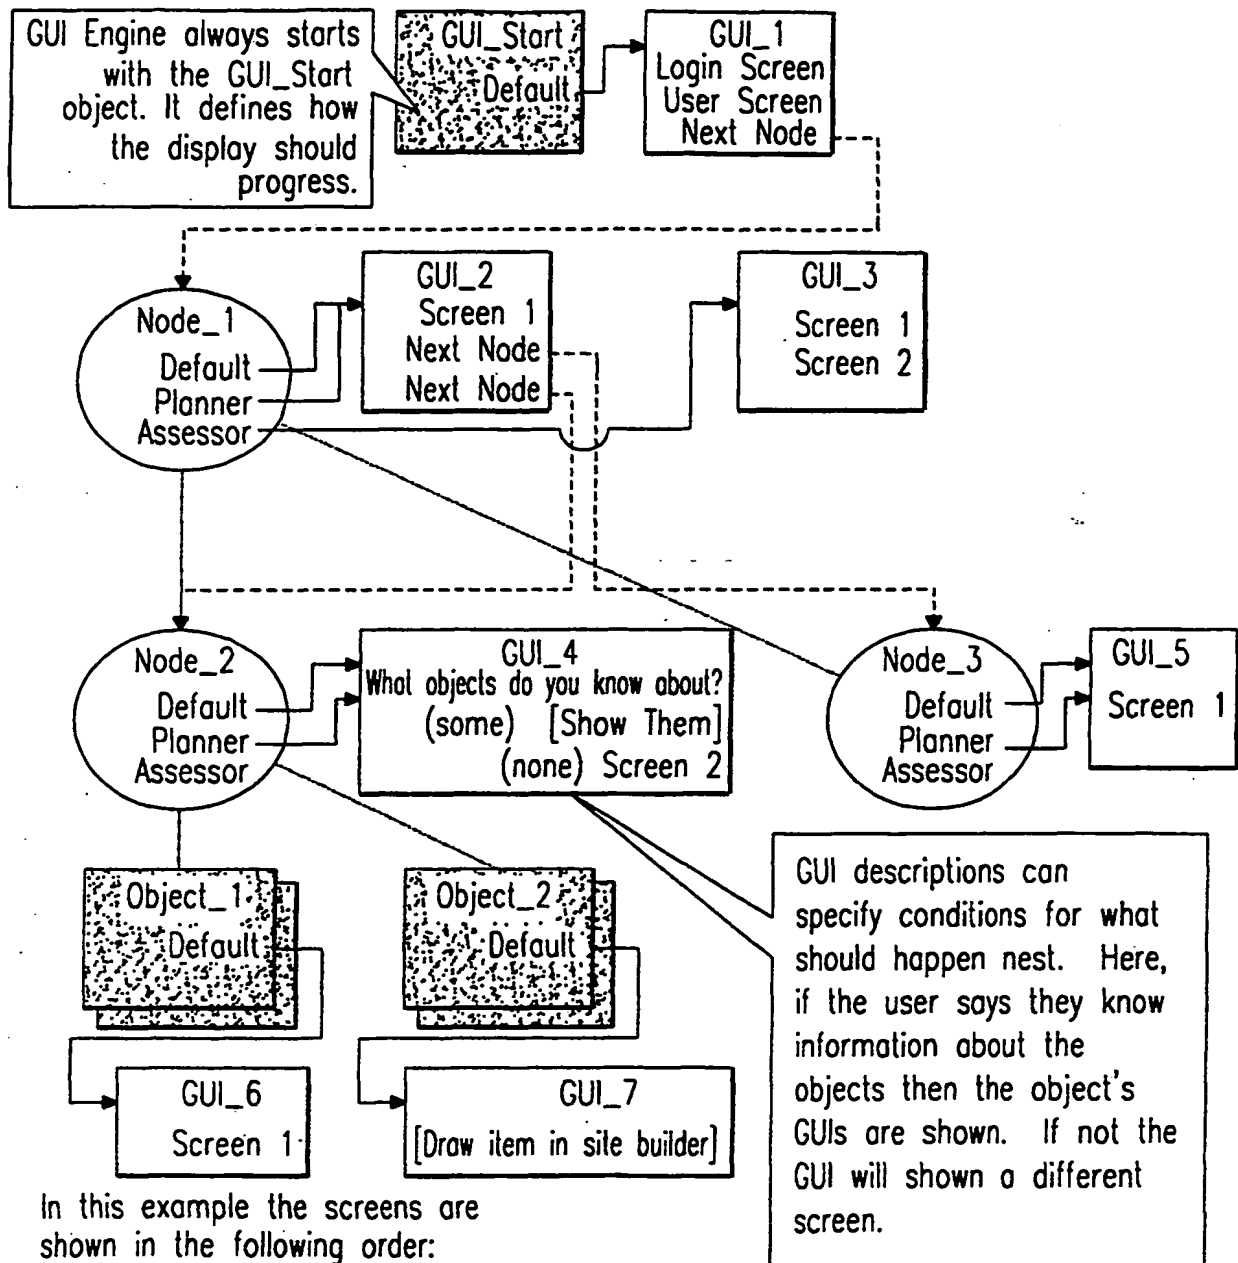 GUI Engine always starts
with the GUI_Start
object. It defines how
the display should
progress.
GUI_Start
Default
GUI_1
Login Screen
User Screen
Next Node
Node_1
Default
Planner
Assessor
GUI_2
Screen 1
Next Node
Next Node
GUI_3
Screen 1
Screen 2
Node_2
Default
Planner
Assessor
GUI_4
What objects do you know about?
(some) [Show Them]
(none) Screen 2
Node_3
Default
Planner
Assessor
GUI_5
Screen 1
Object_1
Default
Object_2
Default
GUI_6
Screen 1
GUI_7
[Draw item in site builder]
GUI descriptions can
specify conditions for what
should happen nest. Here,
if the user says they know
information about the
objects then the object's
GUIs are shown. If not the
GUI will shown a different
screen.
In this example the screens are
shown in the following order: